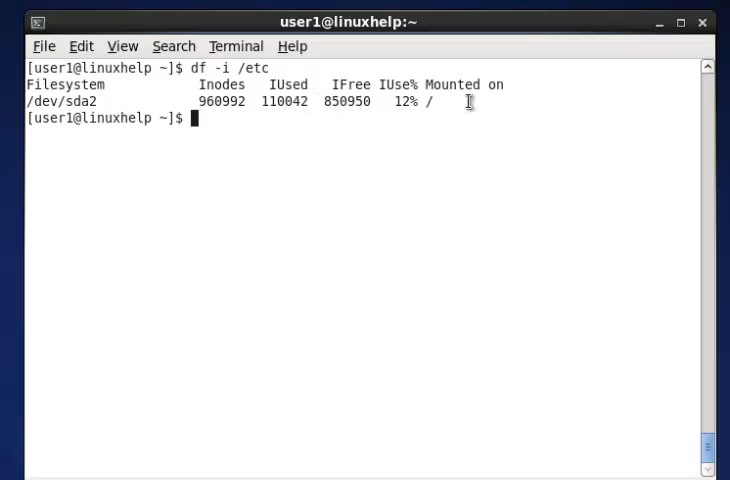 user1@linuxhelp:~
File Edit View Search Terminal Help
[user1@linuxhelp ~]$ df -i /etc
Filesystem Inodes IUsed IFree IUse% Mounted on
/dev/sda2 960992 110042 850950 12% /
[user1@linuxhelp ~]$